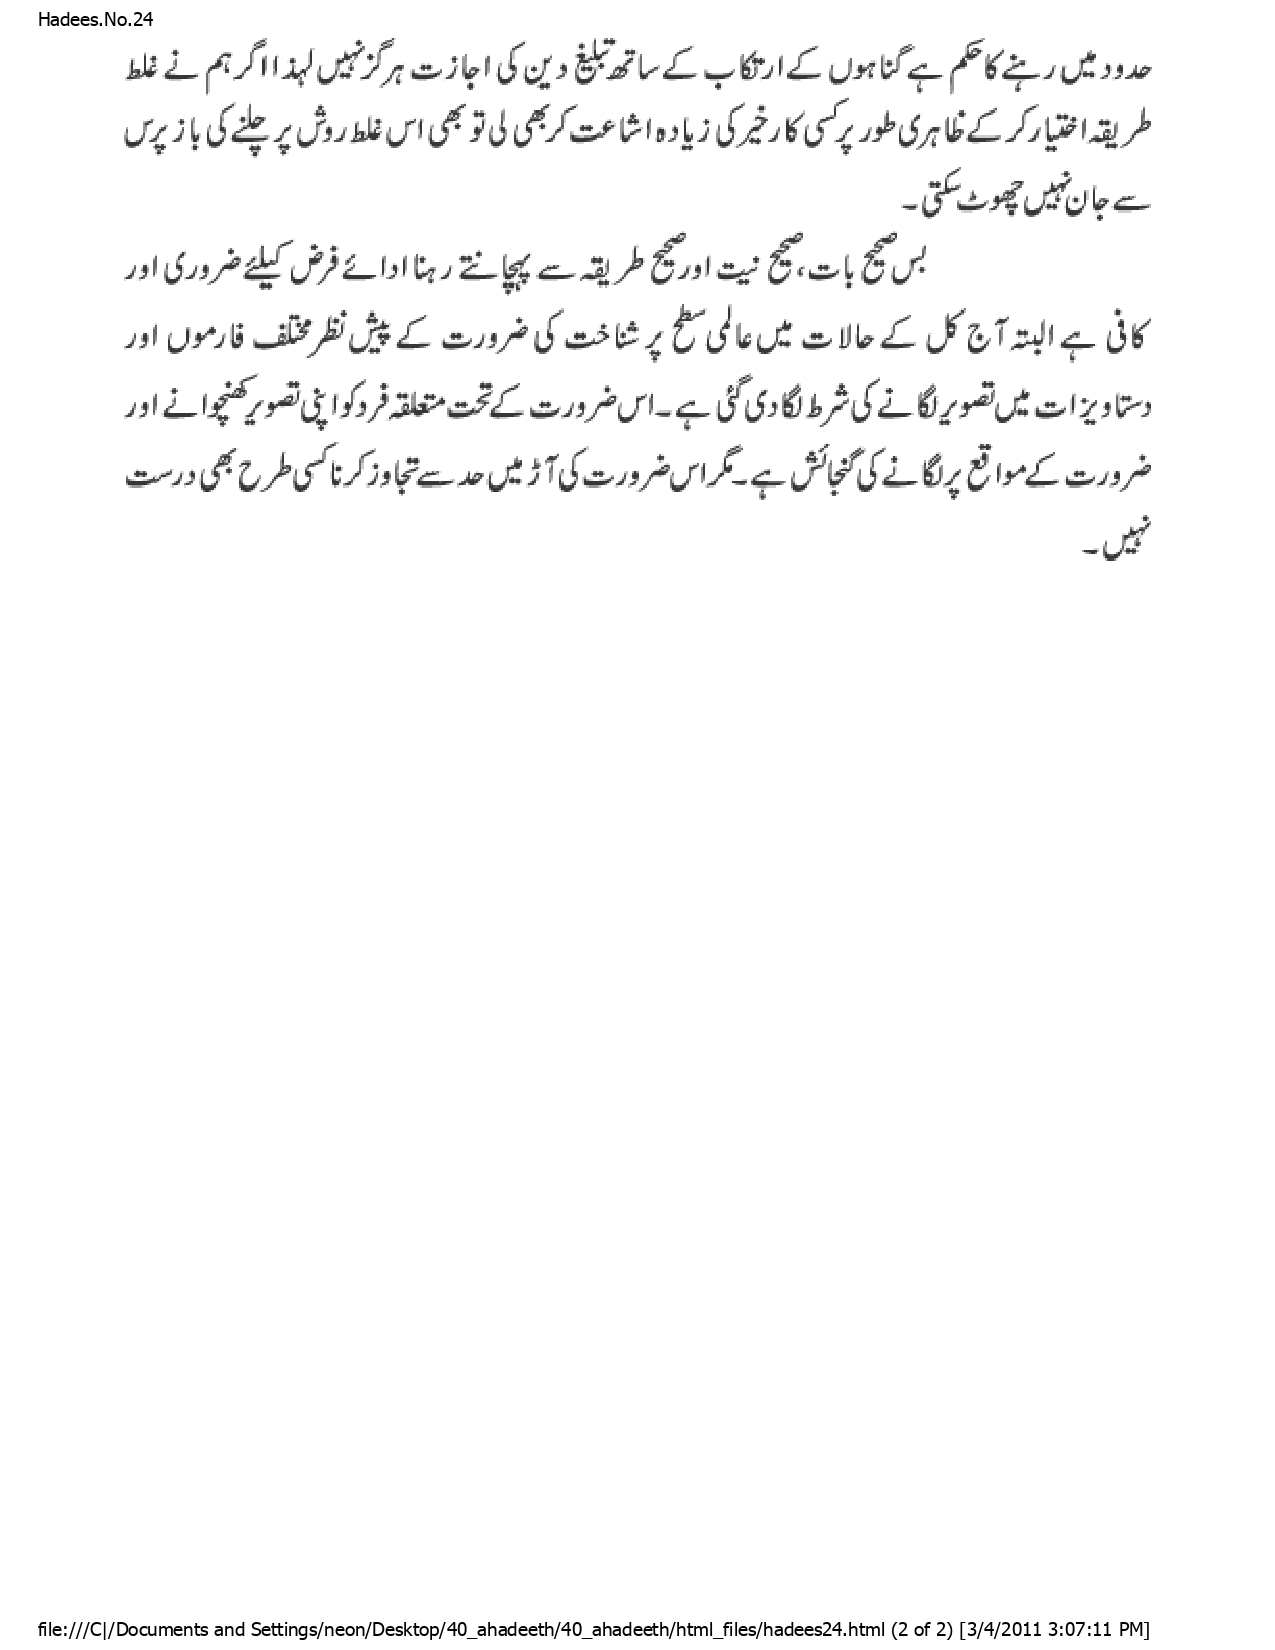 Hadees.No.24
حدود میں رہنے کا حکم ہے گناہوں کے ارتکاب کے ساتھ تبلیغ دین کی اجازت ہرگز نہیں لہذا اگر ہم نے غلط
طریقہ اختیار کر کے ظاہری طور پر کسی کار خیر کی زیادہ اشاعت کر بھی لی تو بھی اس غلط روش پر چلنے کی باز پرس
سے جان نہیں چھوٹ سکتی۔
بس صحیح بات، صحیح نیت اور صحیح طریقہ سے پہچانتے رہنا ادائے فرض کیلئے ضروری اور
کافی ہے البتہ آج کل کے حالات میں عالمی سطح پر شناخت کی ضرورت کے پیش نظر مختلف فارموں اور
دستاویزات میں تصویر لگانے کی شرط لگا دی گئی ہے۔ اس ضرورت کے تحت متعلقہ فرد کو اپنی تصویر کھنچوانے اور
ضرورت کے مواقع پر لگانے کی گنجائش ہے۔ مگر اس ضرورت کی آڑ میں حد سے تجاوز کرنا کسی طرح بھی درست
نہیں۔
file:///C|/Documents and Settings/neon/Desktop/40_ahadeeth/40_ahadeeth/html_files/hadees24.html (2 of 2) [3/4/2011 3:07:11 PM]